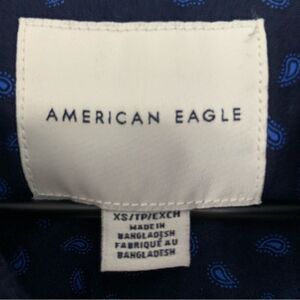 AMERICAN EAGLE
XS/TP/EXCH
MADE IN
BANGLADESH
FABRIQUÉ AU
BANGLADESH